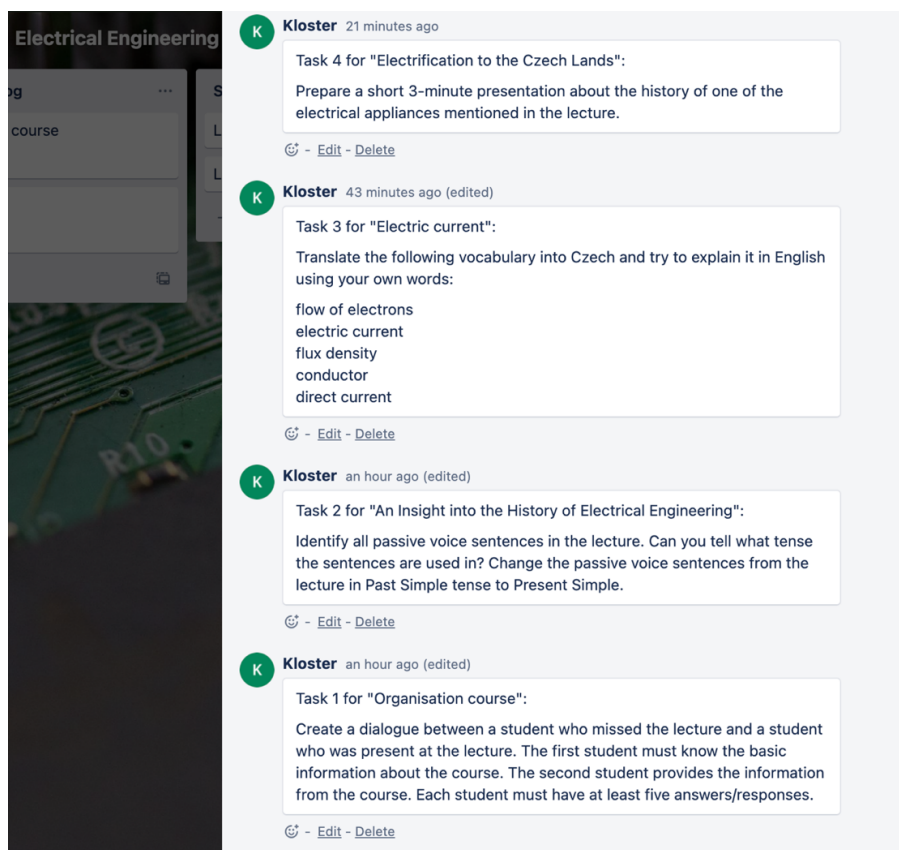 Electrical Engineering
course
R10
K
Kloster 21 minutes ago
Task 4 for "Electrification to the Czech Lands":
Prepare a short 3-minute presentation about the history of one of the
electrical appliances mentioned in the lecture.
- Edit - Delete
K
Kloster 43 minutes ago (edited)
Task 3 for "Electric current":
Translate the following vocabulary into Czech and try to explain it in English
using your own words:
flow of electrons
electric current
flux density
conductor
direct current
- Edit - Delete
K
Kloster an hour ago (edited)
Task 2 for "An Insight into the History of Electrical Engineering":
Identify all passive voice sentences in the lecture. Can you tell what tense
the sentences are used in? Change the passive voice sentences from the
lecture in Past Simple tense to Present Simple.
- Edit - Delete
K
Kloster an hour ago (edited)
Task 1 for "Organisation course":
Create a dialogue between a student who missed the lecture and a student
who was present at the lecture. The first student must know the basic
information about the course. The second student provides the information
from the course. Each student must have at least five answers/responses.
- Edit - Delete